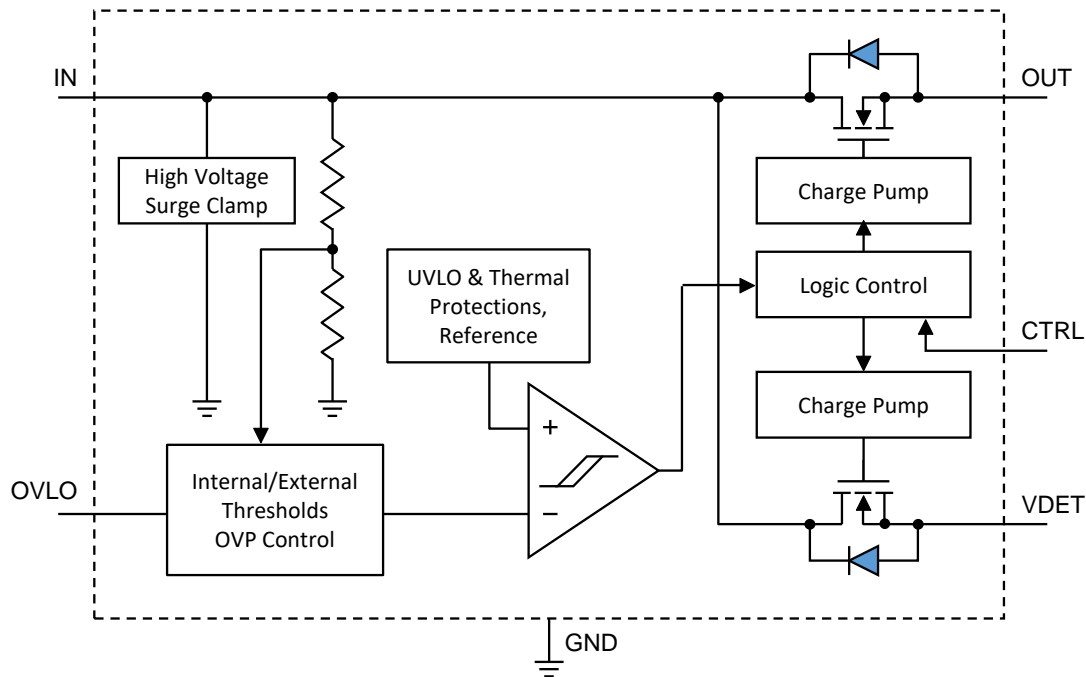 IN
OUT
High Voltage
Surge Clamp
Charge Pump
UVLO & Thermal
Protections,
Reference
Logic Control
CTRL
Charge Pump
+
OVLO
Internal/External
Thresholds
OVP Control
−
VDET
GND